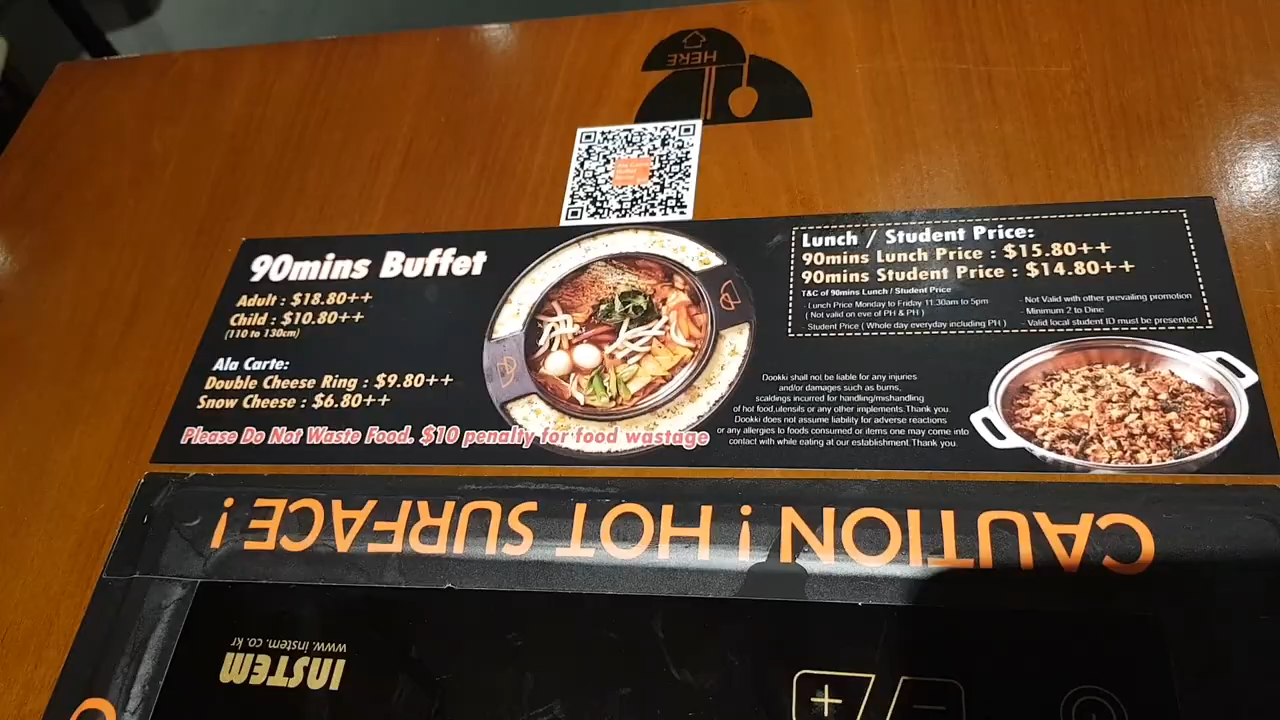 HERE
Ala Carte
Buffet
Menu
90mins Buffet
Adult : $18.80++
Child : $10.80++
(110 to 130cm)
Ala Carte:
Double Cheese Ring : $9.80++
Snow Cheese : $6.80++
Please Do Not Waste Food. $10 penalty for food wastage
Lunch / Student Price:
90mins Lunch Price : $15.80++
90mins Student Price : $14.80++
T&C of 90mins Lunch / Student Price
- Lunch Price Monday to Friday 11:30am to 5pm
( Not valid on eve of PH & PH )
- Student Price ( Whole day everyday including PH )
- Not Valid with other prevailing promotion
- Minimum 2 to Dine
- Valid local student ID must be presented
Dookki shall not be liable for any injuries
and/or damages such as burns,
scaldings incurred for handling/mishandling
of hot food,utensils or any other implements.Thank you.
Dookki does not assume liability for adverse reactions
or any allergies to foods consumed or items one may come into
contact with while eating at our establishment.Thank you.
CAUTION ! HOT SURFACE !
www. instem. co. kr
INSTEM